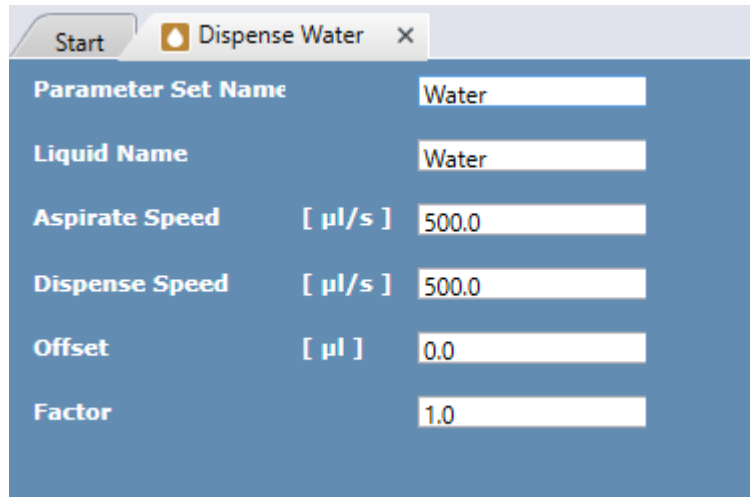 Start Dispense Water ×
Parameter Set Name Water
Liquid Name Water
Aspirate Speed [ µl/s ] 500.0
Dispense Speed [ µl/s ] 500.0
Offset [ µl ] 0.0
Factor 1.0